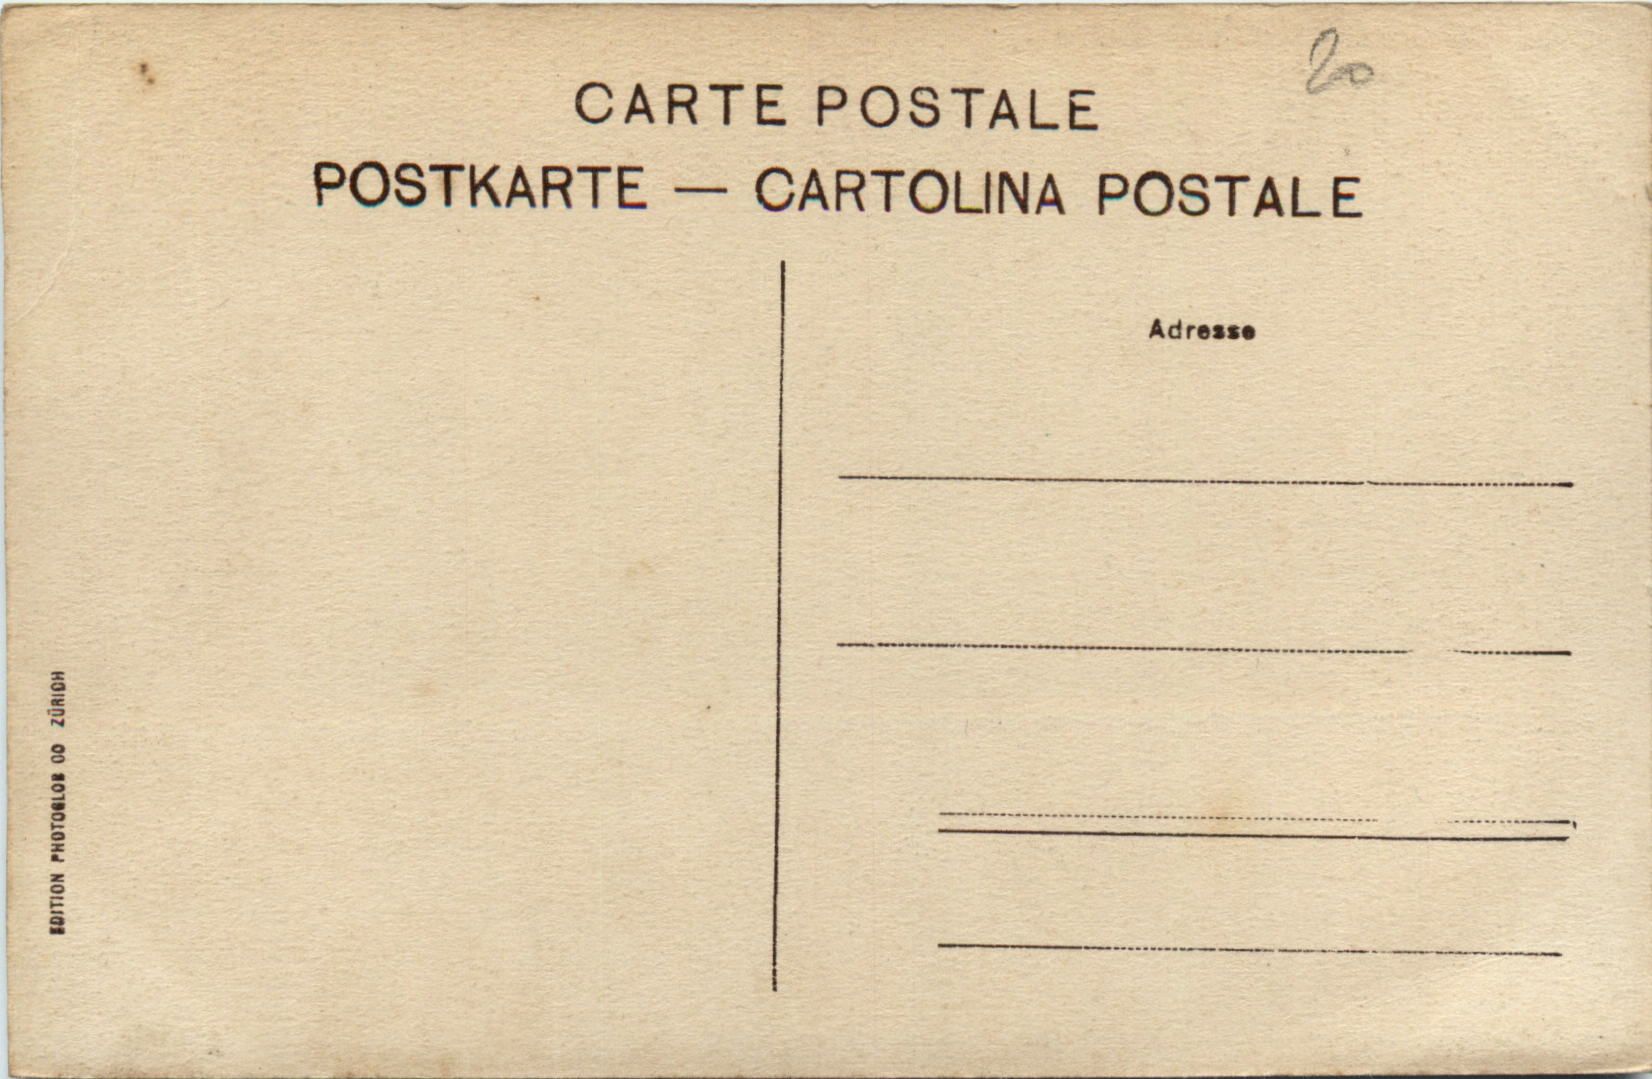 20
CARTE POSTALE
POSTKARTE — CARTOLINA POSTALE
Adresse
EDITION PHOTOGLOB CO ZÜRICH